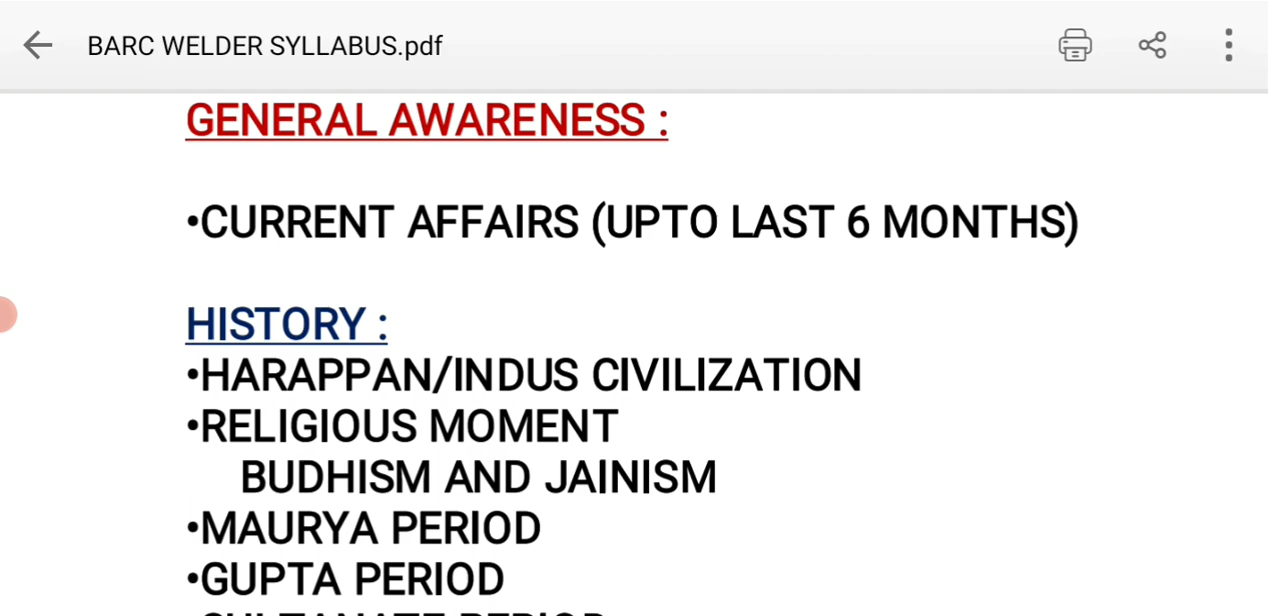 BARC WELDER SYLLABUS.pdf
GENERAL AWARENESS :
•CURRENT AFFAIRS (UPTO LAST 6 MONTHS)
HISTORY :
•HARAPPAN/INDUS CIVILIZATION
•RELIGIOUS MOMENT
BUDHISM AND JAINISM
•MAURYA PERIOD
•GUPTA PERIOD